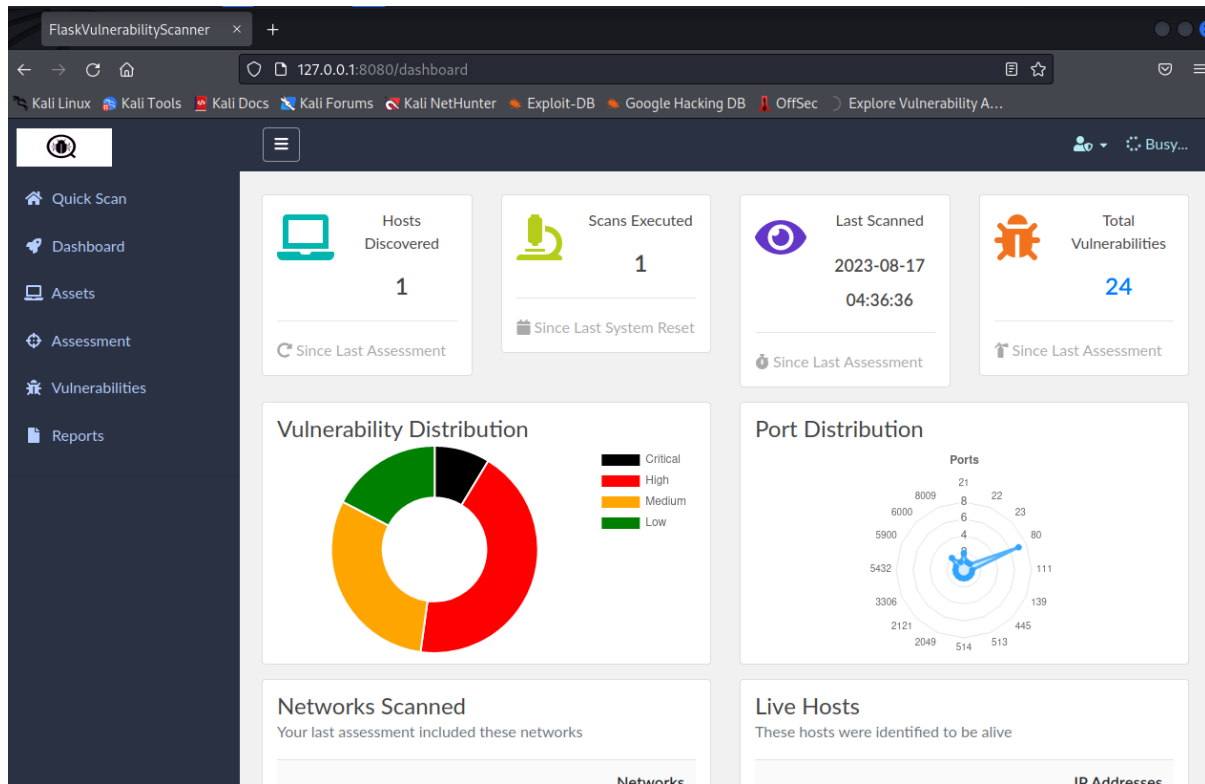 FlaskVulnerabilityScanner
127.0.0.1:8080/dashboard
Kali Linux Kali Tools Kali Docs Kali Forums Kali NetHunter Exploit-DB Google Hacking DB OffSec Explore Vulnerability A...
Busy...
Quick Scan
Dashboard
Assets
Assessment
Vulnerabilities
Reports
Hosts
Discovered
1
Since Last Assessment
Scans Executed
1
Since Last System Reset
Last Scanned
2023-08-17
04:36:36
Since Last Assessment
Total
Vulnerabilities
24
Since Last Assessment
Vulnerability Distribution
Critical
High
Medium
Low
Port Distribution
Ports
21
22
23
80
111
139
445
513
514
2049
2121
3306
5432
5900
6000
8009
8
6
4
Networks Scanned
Your last assessment included these networks
Networks
Live Hosts
These hosts were identified to be alive
IP Addresses